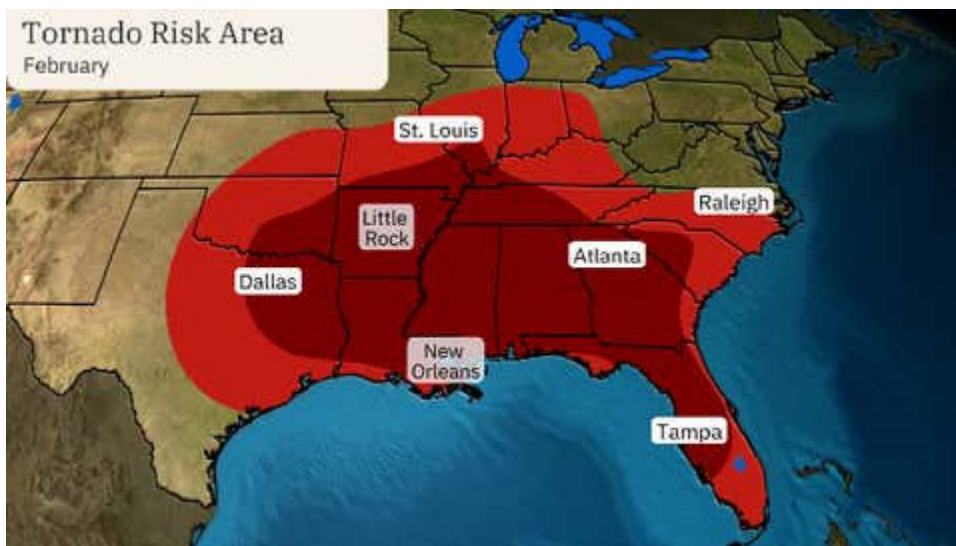 Tornado Risk Area
February
St. Louis
Raleigh
Little
Rock
Atlanta
Dallas
New
Orleans
Tampa